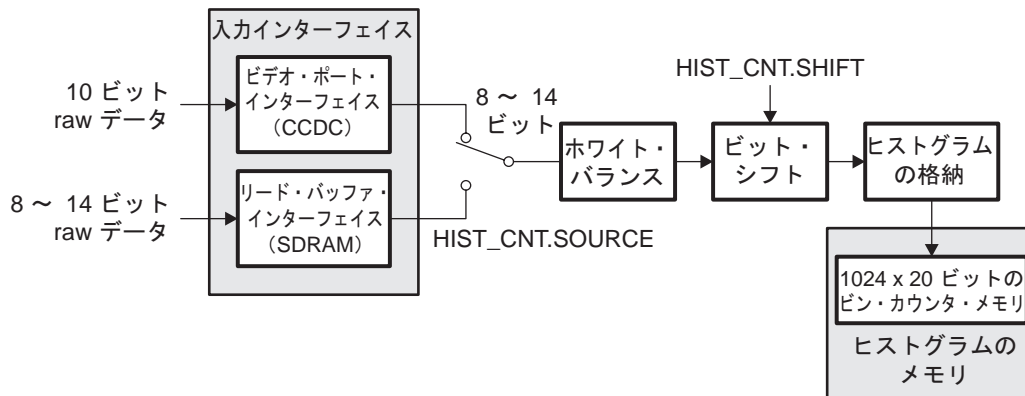 入力インターフェイス
10 ビット
raw データ
ビデオ・ポート・
インターフェイス
（CCDC）
8 ～ 14 ビット
raw データ
リード・バッファ・
インターフェイス
（SDRAM）
8 ～ 14
ビット
HIST_CNT.SOURCE
ホワイト・
バランス
HIST_CNT.SHIFT
ビット・
シフト
ヒストグラム
の格納
1024 x 20 ビットの
ビン・カウンタ・メモリ
ヒストグラムの
メモリ